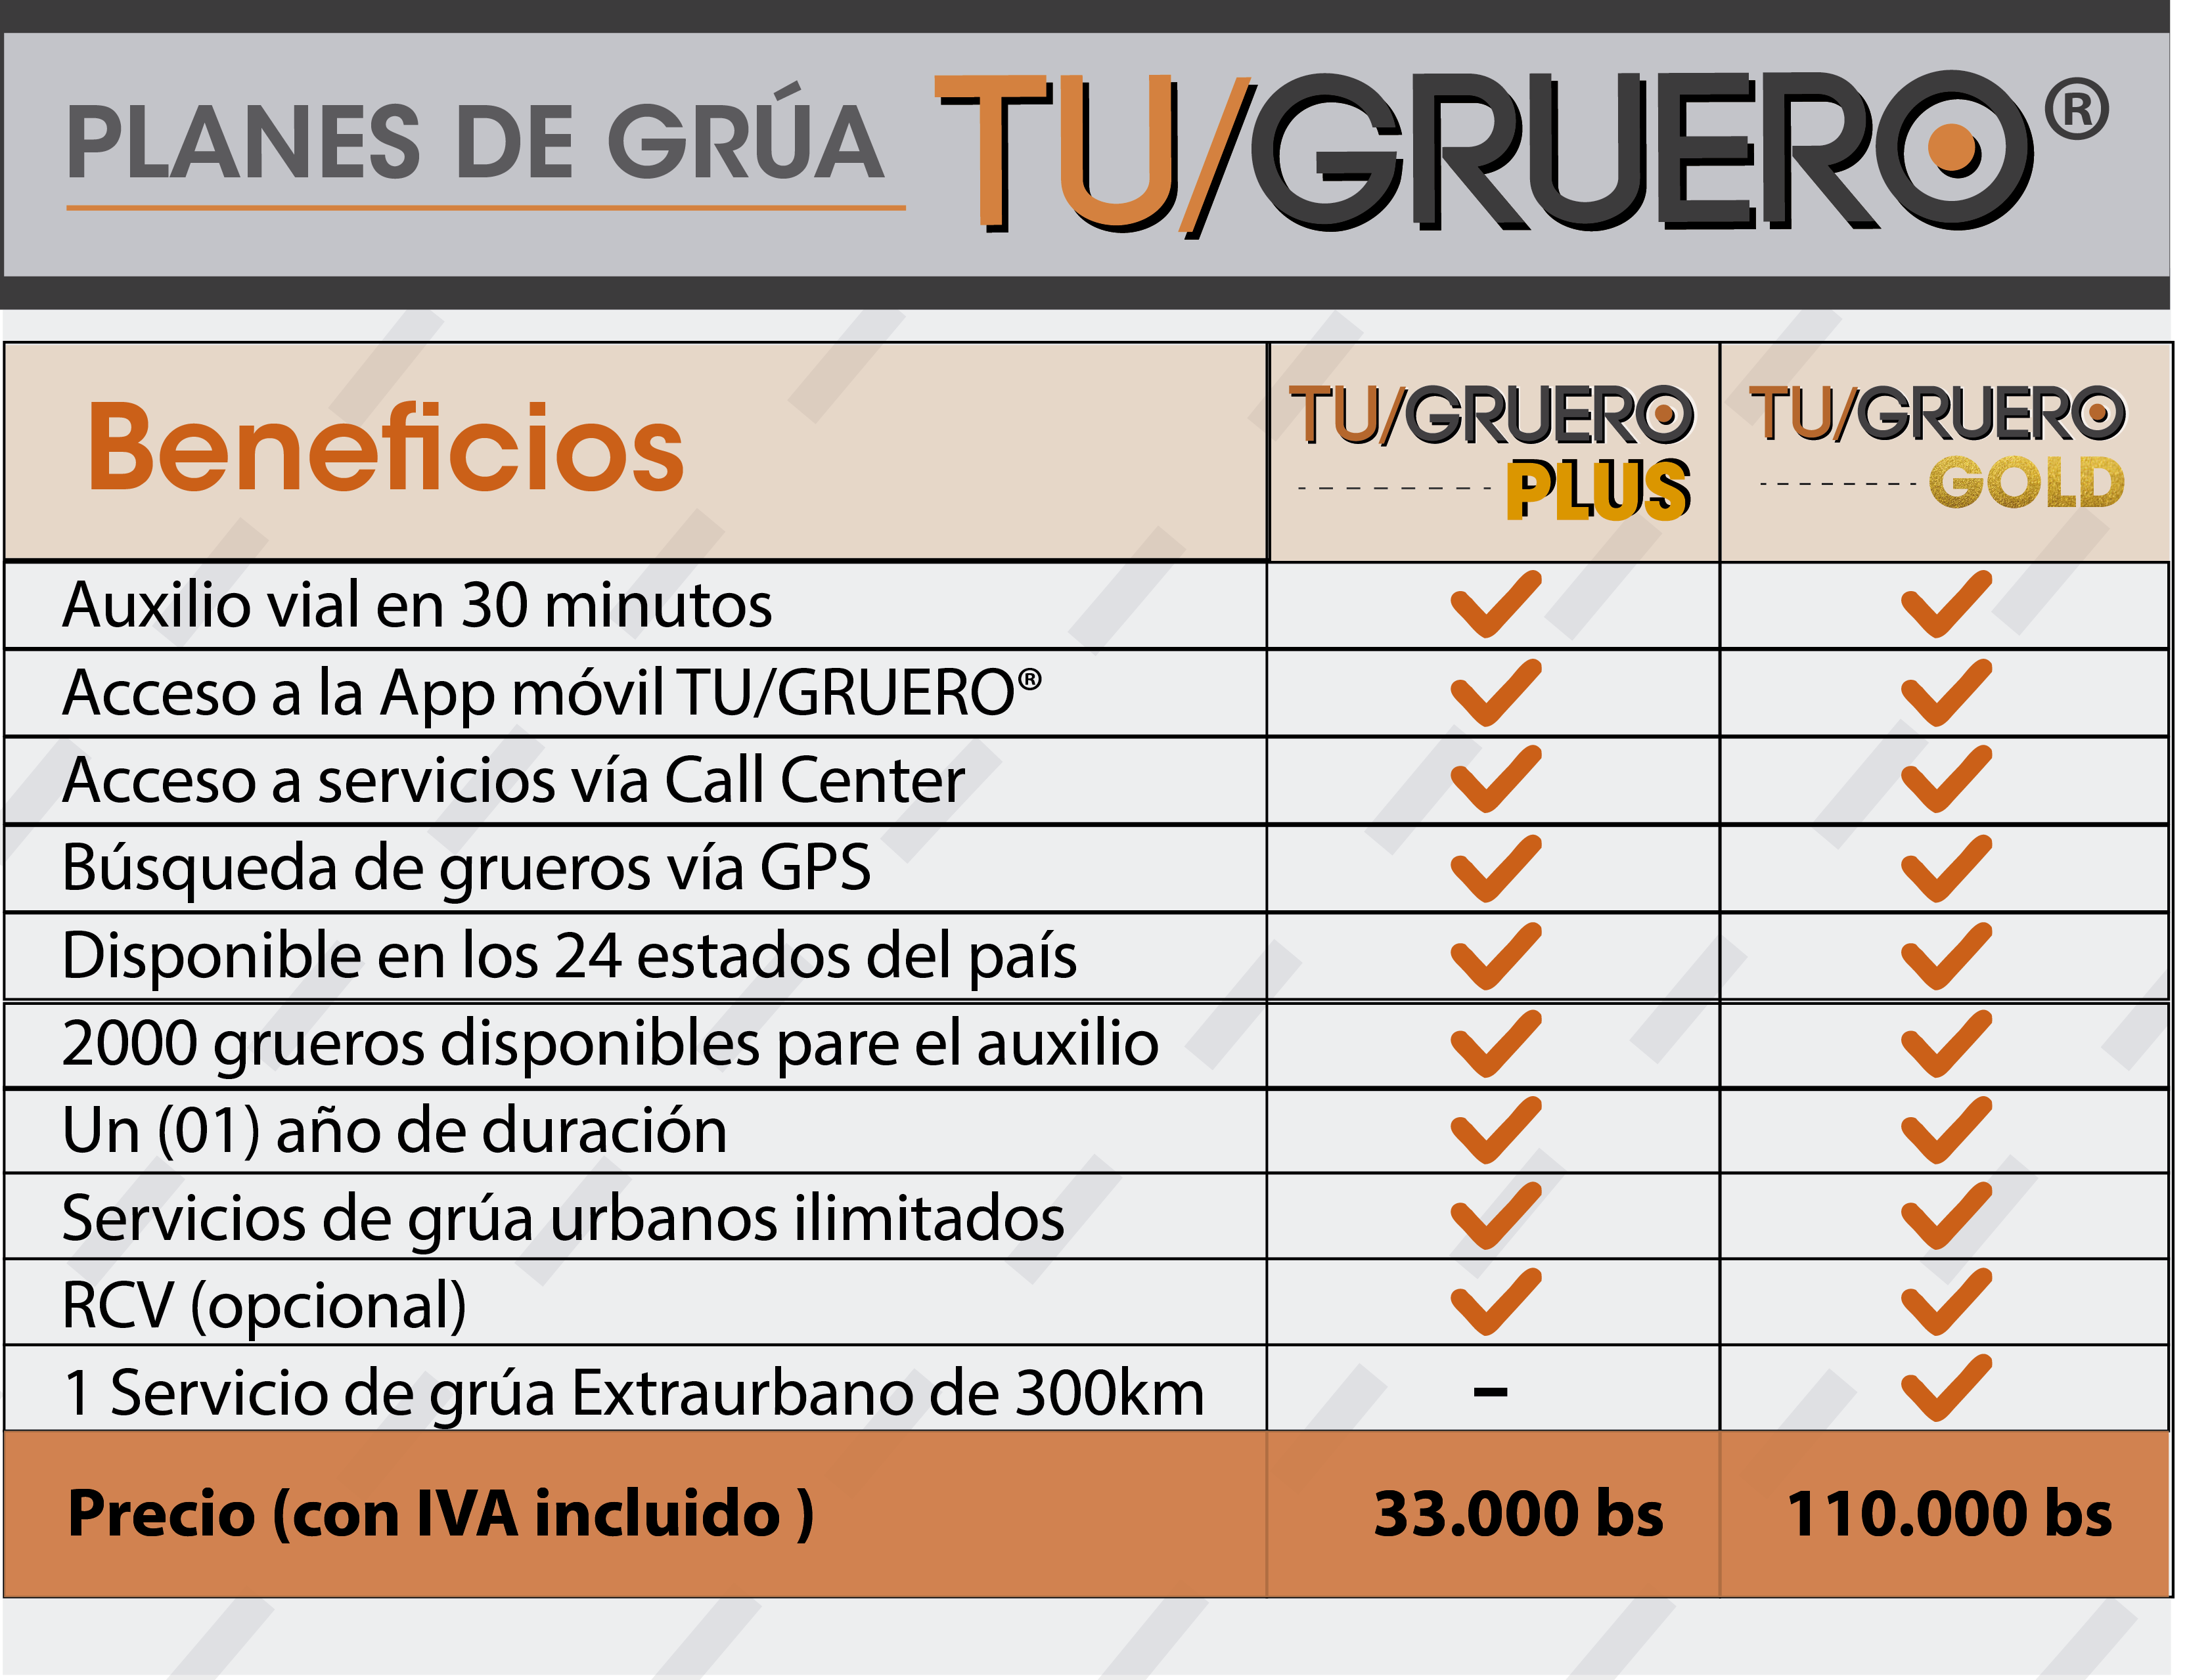 PLANES DE GRÚA TU/GRUERO®
Beneficios
TU/GRUERO PLUS
TU/GRUERO GOLD
Auxilio vial en 30 minutos
Acceso a la App móvil TU/GRUERO®
Acceso a servicios vía Call Center
Búsqueda de grueros vía GPS
Disponible en los 24 estados del país
2000 grueros disponibles pare el auxilio
Un (01) año de duración
Servicios de grúa urbanos ilimitados
RCV (opcional)
1 Servicio de grúa Extraurbano de 300km –
Precio (con IVA incluido ) 33.000 bs 110.000 bs